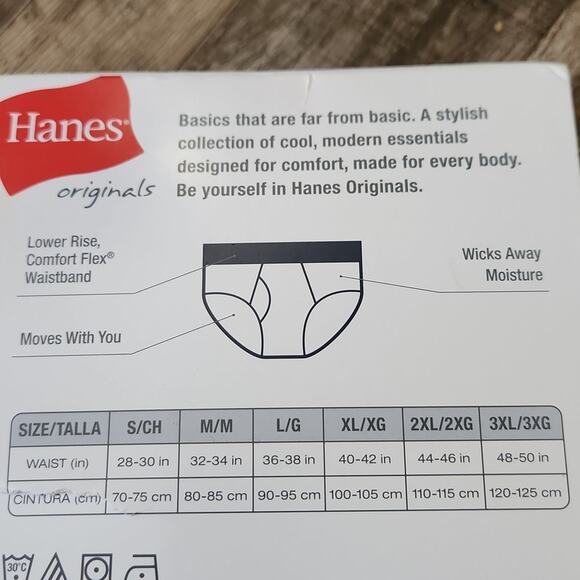 Hanes®
originals
Basics that are far from basic. A stylish
collection of cool, modern essentials
designed for comfort, made for every body.
Be yourself in Hanes Originals.
Lower Rise,
Comfort Flex®
Waistband
Wicks Away
Moisture
Moves With You
SIZE/TALLA S/CH M/M L/G XL/XG 2XL/2XG 3XL/3XG
WAIST (in) 28-30 in 32-34 in 36-38 in 40-42 in 44-46 in 48-50 in
CINTURA (cm) 70-75 cm 80-85 cm 90-95 cm 100-105 cm 110-115 cm 120-125 cm
30°C